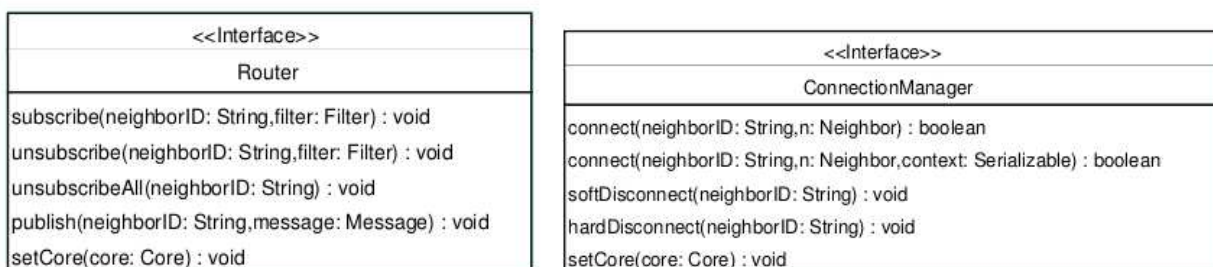 <<Interface>>
Router
subscribe(neighborID: String,filter: Filter) : void
unsubscribe(neighborID: String,filter: Filter) : void
unsubscribeAll(neighborID: String) : void
publish(neighborID: String,message: Message) : void
setCore(core: Core) : void
<<Interface>>
ConnectionManager
connect(neighborID: String,n: Neighbor) : boolean
connect(neighborID: String,n: Neighbor,context: Serializable) : boolean
softDisconnect(neighborID: String) : void
hardDisconnect(neighborID: String) : void
setCore(core: Core) : void